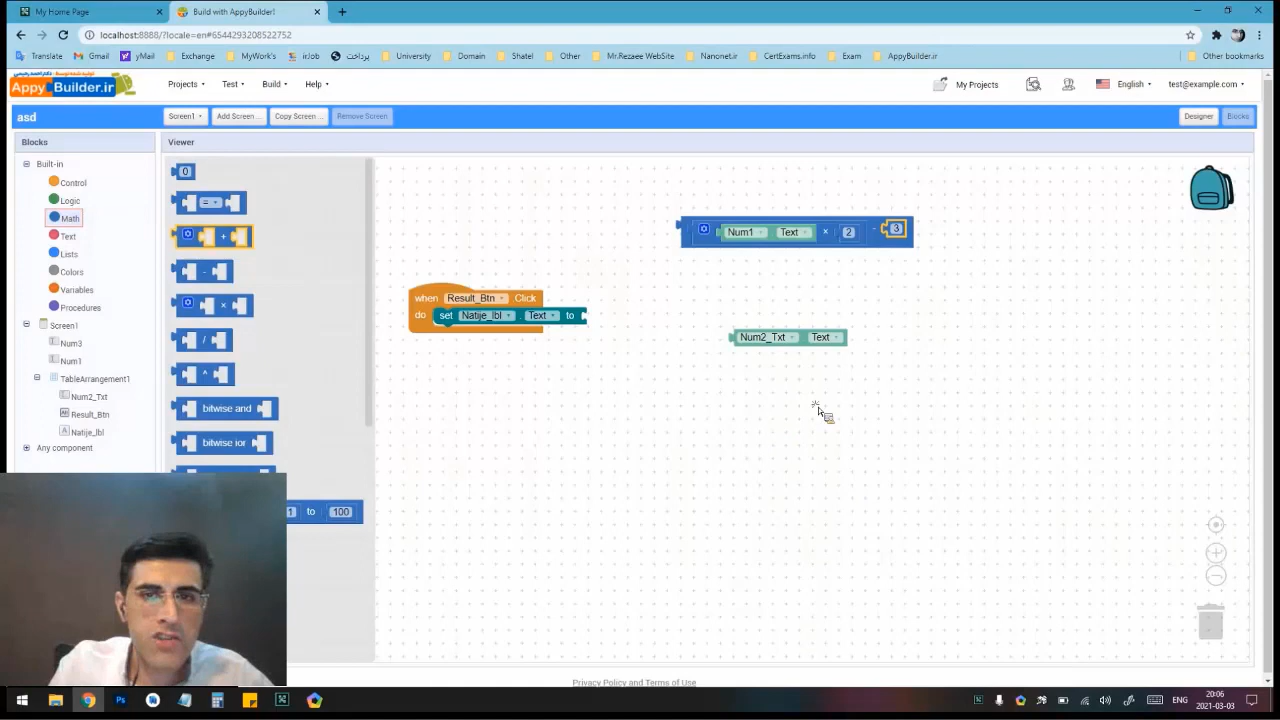 My Home Page
Build with AppyBuilder!
localhost:8888/?locale=en#6544293208522752
Translate
Gmail
yMail
Exchange
MyWork's
irJob
پرداخت
University
Domain
Shatel
Other
Mr.Rezaee WebSite
Nanonet.ir
CertExams.info
Exam
AppyBuilder.ir
Other bookmarks
AppyBuilder.ir
Projects
Test
Build
Help
My Projects
English
test@example.com
asd
Screen1
Add Screen ...
Copy Screen ...
Remove Screen
Designer
Blocks
Blocks
Viewer
Built-in
Control
Logic
Math
Text
Lists
Colors
Variables
Procedures
Screen1
Num3
Num1
TableArrangement1
Num2_Txt
Result_Btn
Natije_lbl
Any component
0
=
+
-
×
/
^
bitwise and
bitwise ior
1 to 100
Num1 . Text × 2 - 3
when Result_Btn .Click
do set Natije_lbl . Text to
Num2_Txt . Text
Privacy Policy and Terms of Use
ENG
20:06
2021-03-03